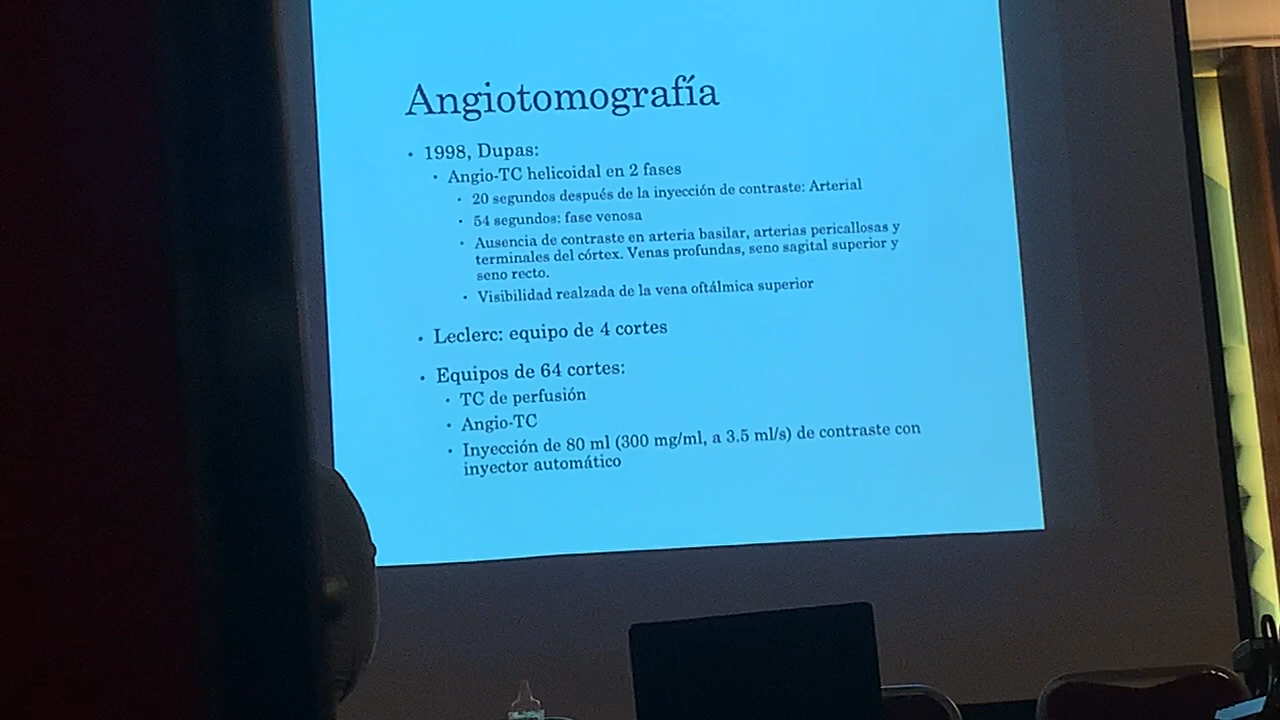 Angiotomografía
• 1998, Dupas:
• Angio-TC helicoidal en 2 fases
• 20 segundos después de la inyección de contraste: Arterial
• 54 segundos: fase venosa
• Ausencia de contraste en arteria basilar, arterias pericallosas y
terminales del córtex. Venas profundas, seno sagital superior y
seno recto.
• Visibilidad realzada de la vena oftálmica superior
• Leclerc: equipo de 4 cortes
• Equipos de 64 cortes:
• TC de perfusión
• Angio-TC
• Inyección de 80 ml (300 mg/ml, a 3.5 ml/s) de contraste con
inyector automático